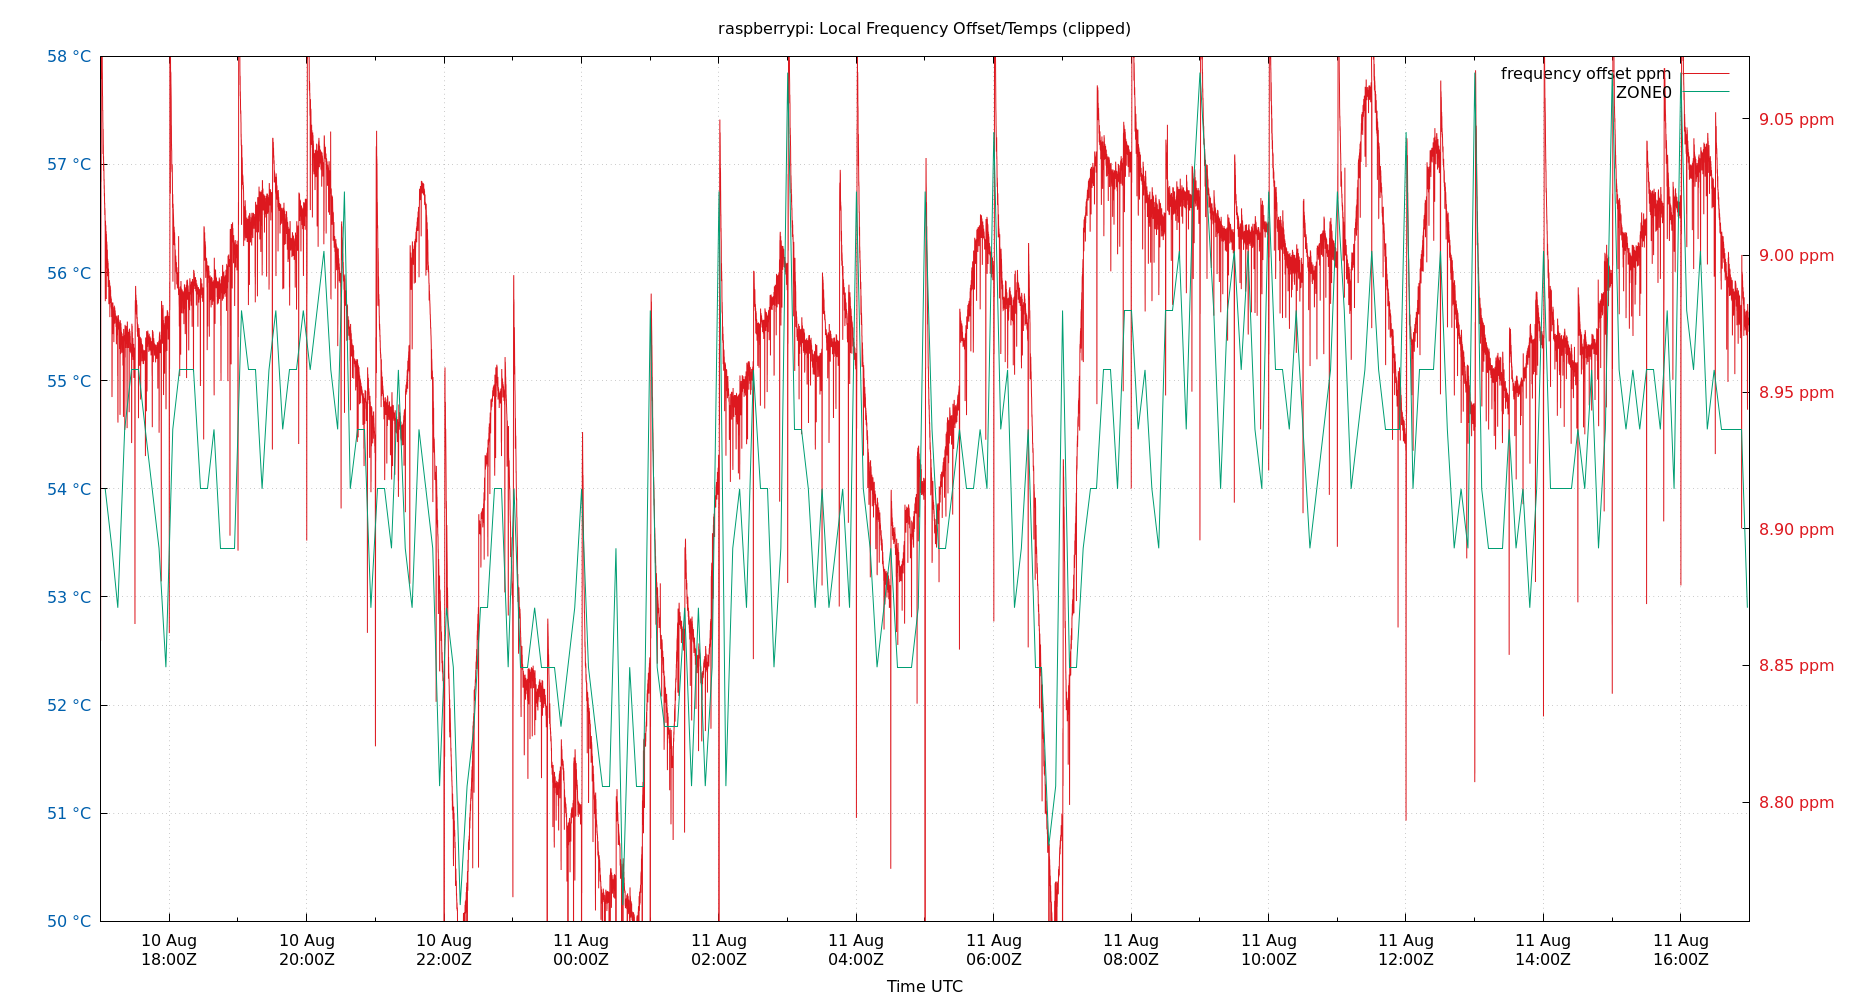 raspberrypi: Local Frequency Offset/Temps (clipped)
58 °C
57 °C
56 °C
55 °C
54 °C
53 °C
52 °C
51 °C
50 °C
frequency offset ppm
ZONE0
9.05 ppm
9.00 ppm
8.95 ppm
8.90 ppm
8.85 ppm
8.80 ppm
10 Aug 10 Aug 10 Aug 11 Aug 11 Aug 11 Aug 11 Aug 11 Aug 11 Aug 11 Aug 11 Aug 11 Aug
18:00Z 20:00Z 22:00Z 00:00Z 02:00Z 04:00Z 06:00Z 08:00Z 10:00Z 12:00Z 14:00Z 16:00Z
Time UTC